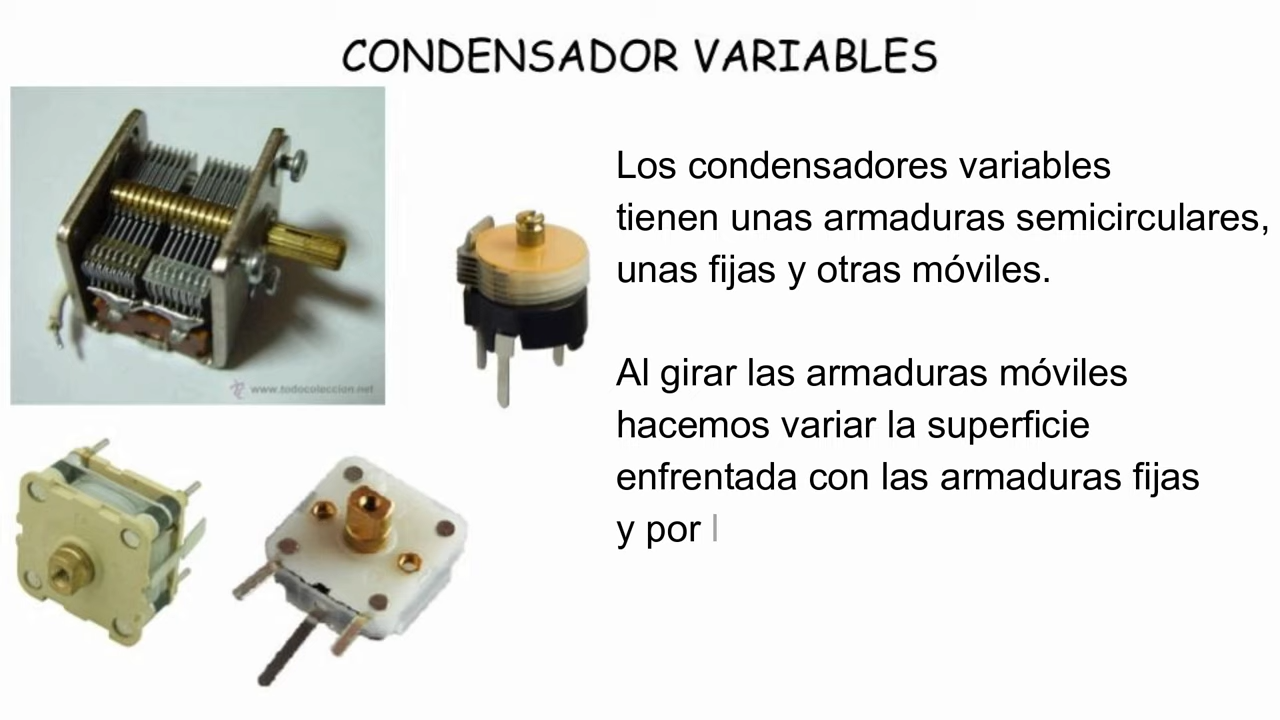 CONDENSADOR VARIABLES
Los condensadores variables
tienen unas armaduras semicirculares,
unas fijas y otras móviles.
Al girar las armaduras móviles
hacemos variar la superficie
enfrentada con las armaduras fijas
y por l
www.todocoleccion.net